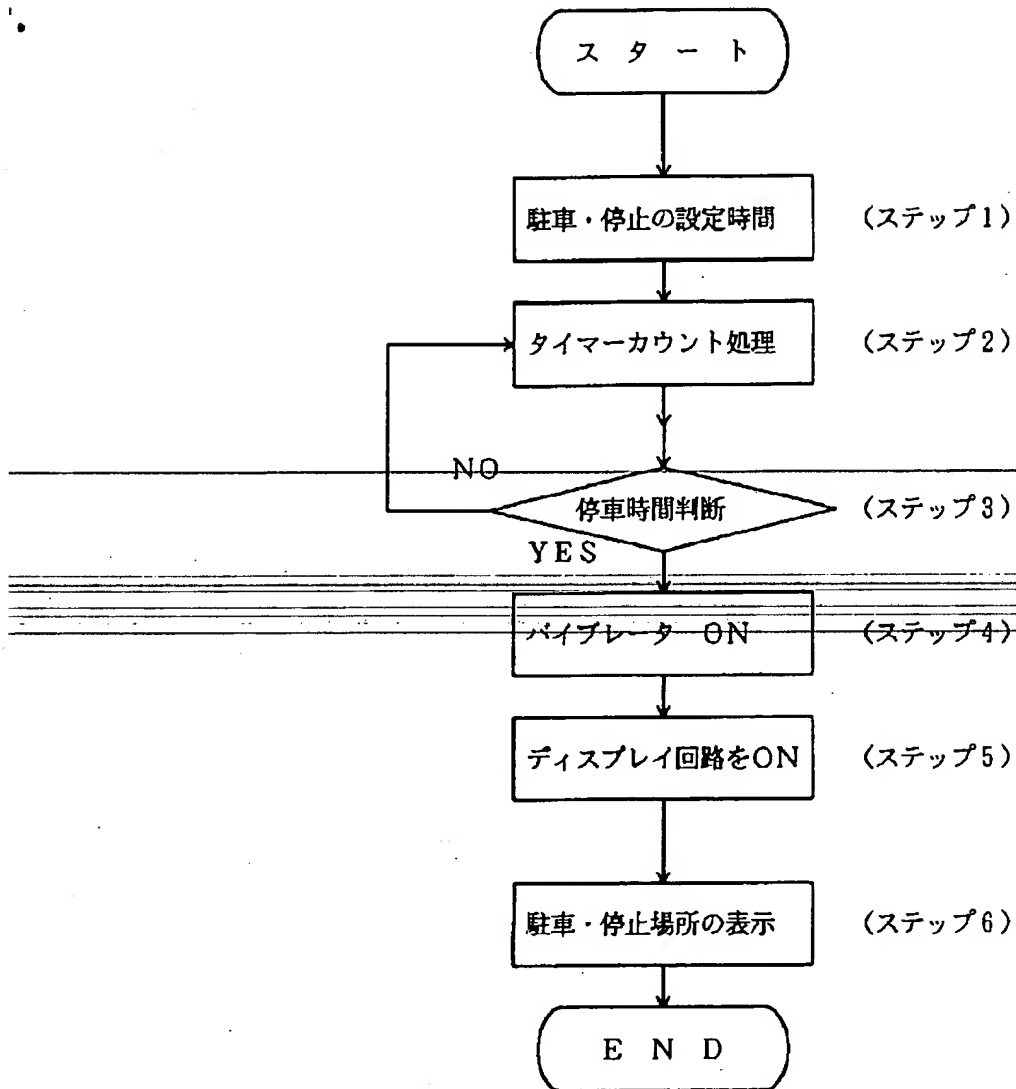 スタート
駐車・停止の設定時間 (ステップ1)
タイマーカウント処理 (ステップ2)
NO
停車時間判断 (ステップ3)
YES
バイブレータ ON (ステップ4)
ディスプレイ回路をON (ステップ5)
駐車・停止場所の表示 (ステップ6)
END